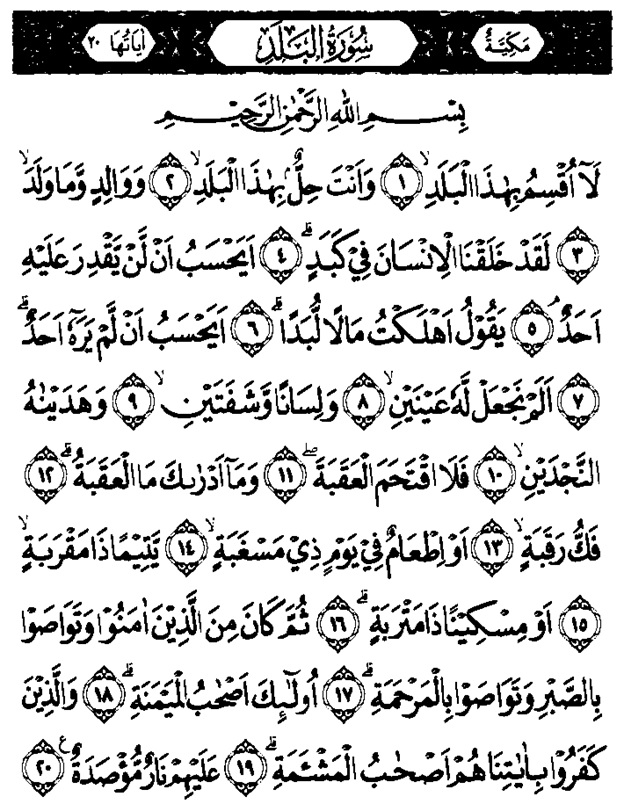 مَكِّيَّةٌ سُوْرَةُ الْبَلَدِ اٰيَاتُهَا ٢٠
بِسْمِ اللّٰهِ الرَّحْمٰنِ الرَّحِيْمِ
لَآ اُقْسِمُ بِهٰذَا الْبَلَدِۙ ﴿١﴾ وَاَنْتَ حِلٌّۢ بِهٰذَا الْبَلَدِۙ ﴿٢﴾ وَوَالِدٍ وَّمَا وَلَدَۙ
﴿٣﴾ لَقَدْ خَلَقْنَا الْاِنْسَانَ فِيْ كَبَدٍۗ ﴿٤﴾ اَيَحْسَبُ اَنْ لَّنْ يَّقْدِرَ عَلَيْهِ
اَحَدٌۘ ﴿٥﴾ يَقُوْلُ اَهْلَكْتُ مَالًا لُّبَدًاۗ ﴿٦﴾ اَيَحْسَبُ اَنْ لَّمْ يَرَهٗٓ اَحَدٌۗ
﴿٧﴾ اَلَمْ نَجْعَلْ لَّهٗ عَيْنَيْنِۙ ﴿٨﴾ وَلِسَانًا وَّشَفَتَيْنِۙ ﴿٩﴾ وَهَدَيْنٰهُ
النَّجْدَيْنِۙ ﴿١٠﴾ فَلَا اقْتَحَمَ الْعَقَبَةَۖ ﴿١١﴾ وَمَآ اَدْرٰىكَ مَا الْعَقَبَةُۗ ﴿١٢﴾
فَكُّ رَقَبَةٍۙ ﴿١٣﴾ اَوْ اِطْعَامٌ فِيْ يَوْمٍ ذِيْ مَسْغَبَةٍۙ ﴿١٤﴾ يَّتِيْمًا ذَا مَقْرَبَةٍۙ
﴿١٥﴾ اَوْ مِسْكِيْنًا ذَا مَتْرَبَةٍۗ ﴿١٦﴾ ثُمَّ كَانَ مِنَ الَّذِيْنَ اٰمَنُوْا وَتَوَاصَوْا
بِالصَّبْرِ وَتَوَاصَوْا بِالْمَرْحَمَةِۗ ﴿١٧﴾ اُولٰۤىِٕكَ اَصْحٰبُ الْمَيْمَنَةِۗ ﴿١٨﴾ وَالَّذِيْنَ
كَفَرُوْا بِاٰيٰتِنَا هُمْ اَصْحٰبُ الْمَشْـَٔمَةِۗ ﴿١٩﴾ عَلَيْهِمْ نَارٌ مُّؤْصَدَةٌ ࣖ ﴿٢٠﴾